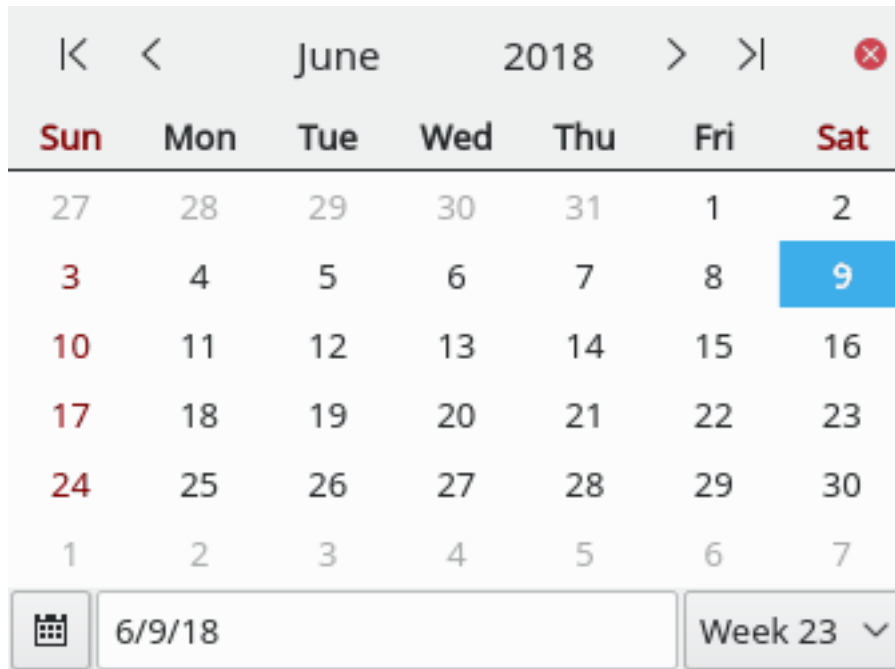 June 2018
Sun Mon Tue Wed Thu Fri Sat
27 28 29 30 31 1 2
3 4 5 6 7 8 9
10 11 12 13 14 15 16
17 18 19 20 21 22 23
24 25 26 27 28 29 30
1 2 3 4 5 6 7
6/9/18 Week 23